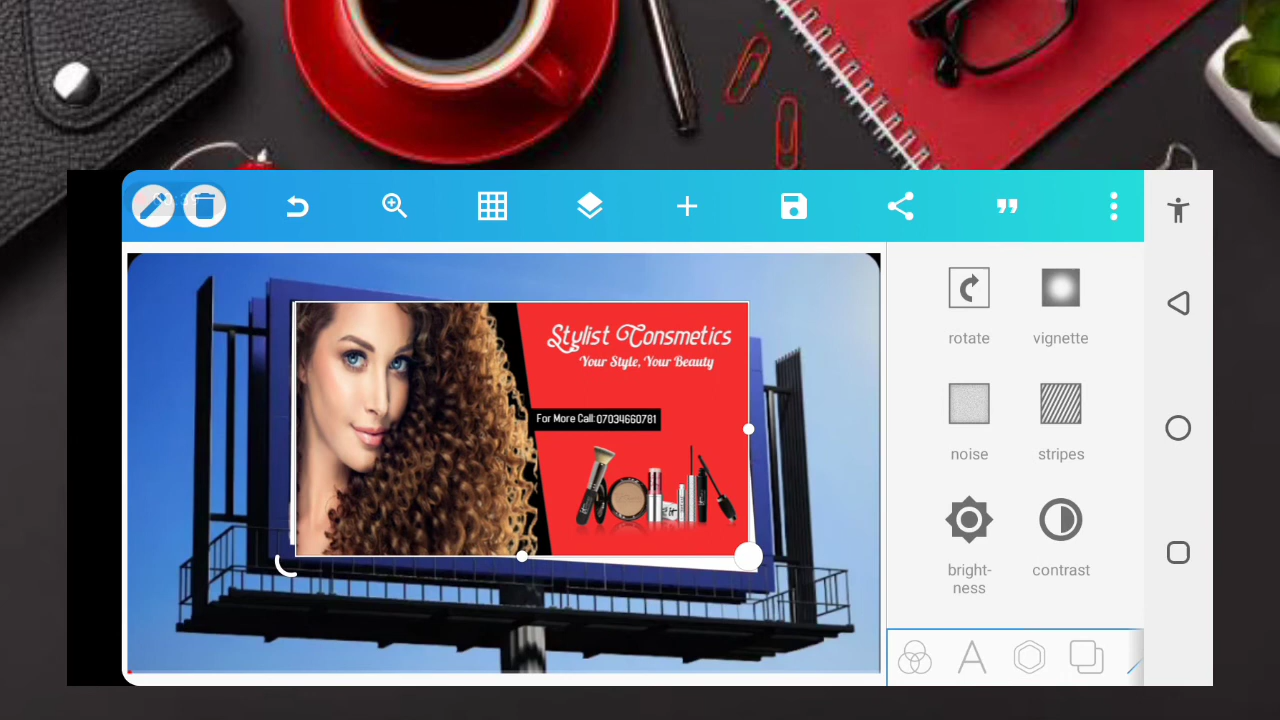 Stylist Consmetics
Your Style, Your Beauty
For More Call: 07034660781
rotate
vignette
noise
stripes
bright-
ness
contrast